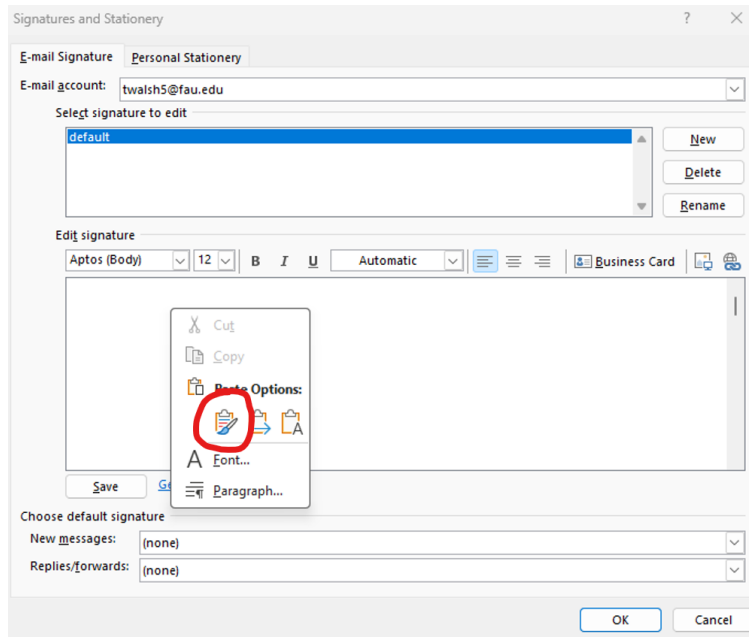 Signatures and Stationery ? ×
E-mail Signature Personal Stationery
E-mail account: twalsh5@fau.edu
Select signature to edit
default
New
Delete
Rename
Edit signature
Aptos (Body) 12 B I U Automatic Business Card
Cut
Copy
Paste Options:
A
A Font...
Paragraph...
Save Ge
Choose default signature
New messages: (none)
Replies/forwards: (none)
OK Cancel